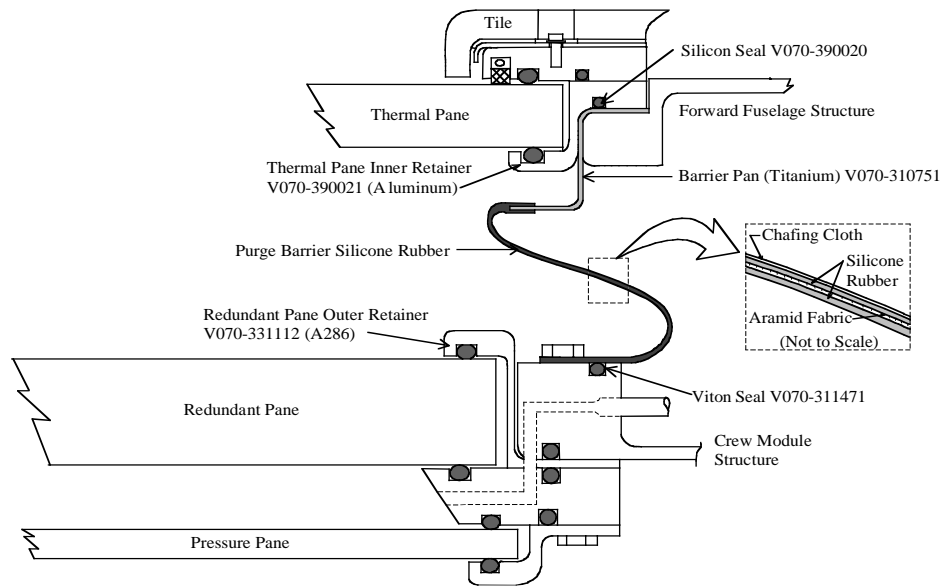 Tile
Silicon Seal V070-390020
Thermal Pane
Forward Fuselage Structure
Thermal Pane Inner Retainer
V070-390021 (Aluminum)
Barrier Pan (Titanium) V070-310751
Purge Barrier Silicone Rubber
Chafing Cloth
Silicone
Rubber
Aramid Fabric
(Not to Scale)
Redundant Pane Outer Retainer
V070-331112 (A286)
Redundant Pane
Viton Seal V070-311471
Crew Module
Structure
Pressure Pane